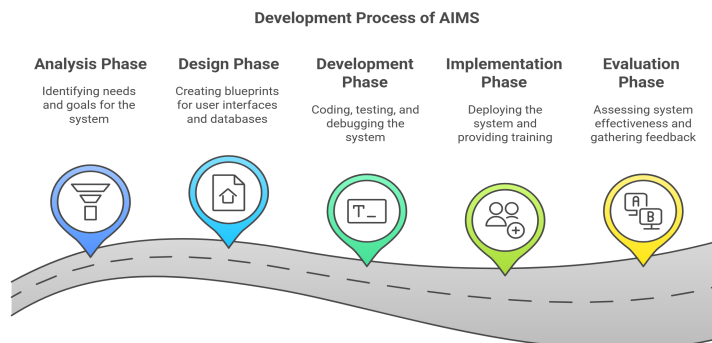 Development Process of AIMS
Analysis Phase
Identifying needs
and goals for the
system
Design Phase
Creating blueprints
for user interfaces
and databases
Development
Phase
Coding, testing, and
debugging the
system
Implementation
Phase
Deploying the
system and
providing training
Evaluation
Phase
Assessing system
effectiveness and
gathering feedback
T_
A
B